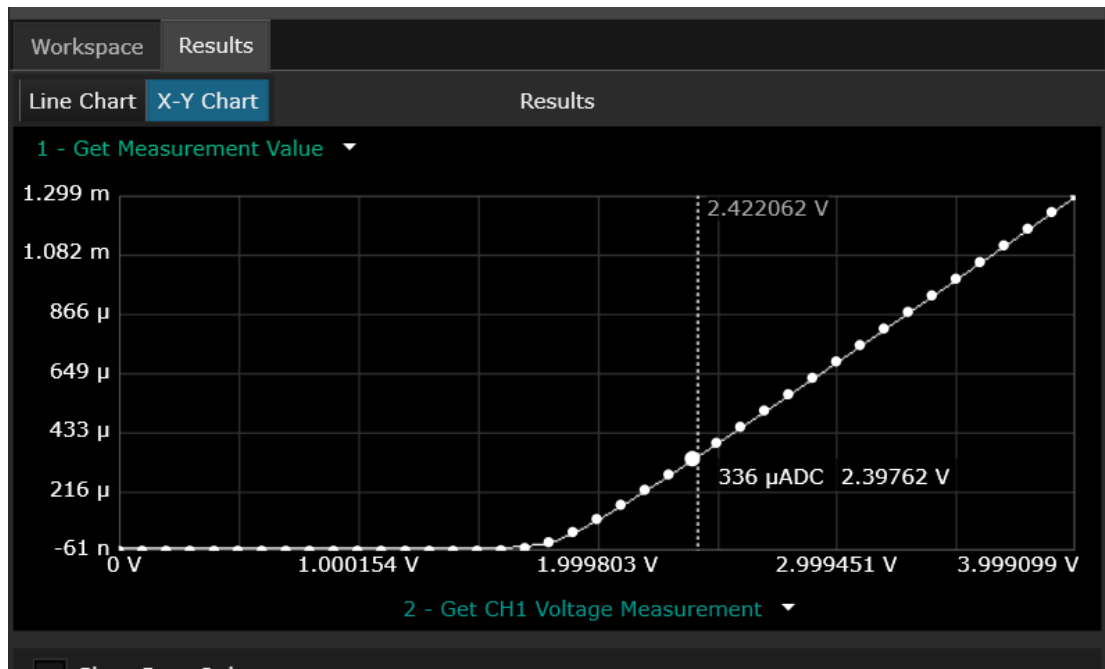 Workspace Results
Line Chart X-Y Chart Results
1 - Get Measurement Value
1.299 m
2.422062 V
1.082 m
866 µ
649 µ
433 µ
336 µADC 2.39762 V
216 µ
-61 n
0 V 1.000154 V 1.999803 V 2.999451 V 3.999099 V
2 - Get CH1 Voltage Measurement